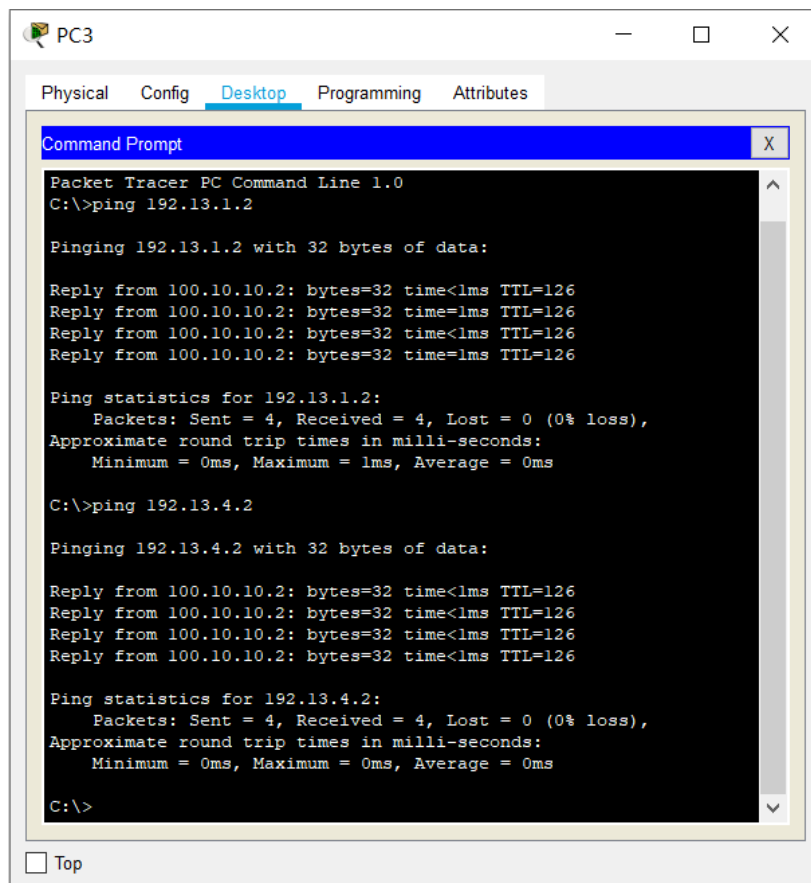 PC3
Physical Config Desktop Programming Attributes
Command Prompt X
Packet Tracer PC Command Line 1.0
C:\>ping 192.13.1.2
Pinging 192.13.1.2 with 32 bytes of data:
Reply from 100.10.10.2: bytes=32 time<1ms TTL=126
Reply from 100.10.10.2: bytes=32 time=1ms TTL=126
Reply from 100.10.10.2: bytes=32 time<1ms TTL=126
Reply from 100.10.10.2: bytes=32 time=1ms TTL=126
Ping statistics for 192.13.1.2:
Packets: Sent = 4, Received = 4, Lost = 0 (0% loss),
Approximate round trip times in milli-seconds:
Minimum = 0ms, Maximum = 1ms, Average = 0ms
C:\>ping 192.13.4.2
Pinging 192.13.4.2 with 32 bytes of data:
Reply from 100.10.10.2: bytes=32 time<1ms TTL=126
Reply from 100.10.10.2: bytes=32 time<1ms TTL=126
Reply from 100.10.10.2: bytes=32 time<1ms TTL=126
Reply from 100.10.10.2: bytes=32 time<1ms TTL=126
Ping statistics for 192.13.4.2:
Packets: Sent = 4, Received = 4, Lost = 0 (0% loss),
Approximate round trip times in milli-seconds:
Minimum = 0ms, Maximum = 0ms, Average = 0ms
C:\>
Top